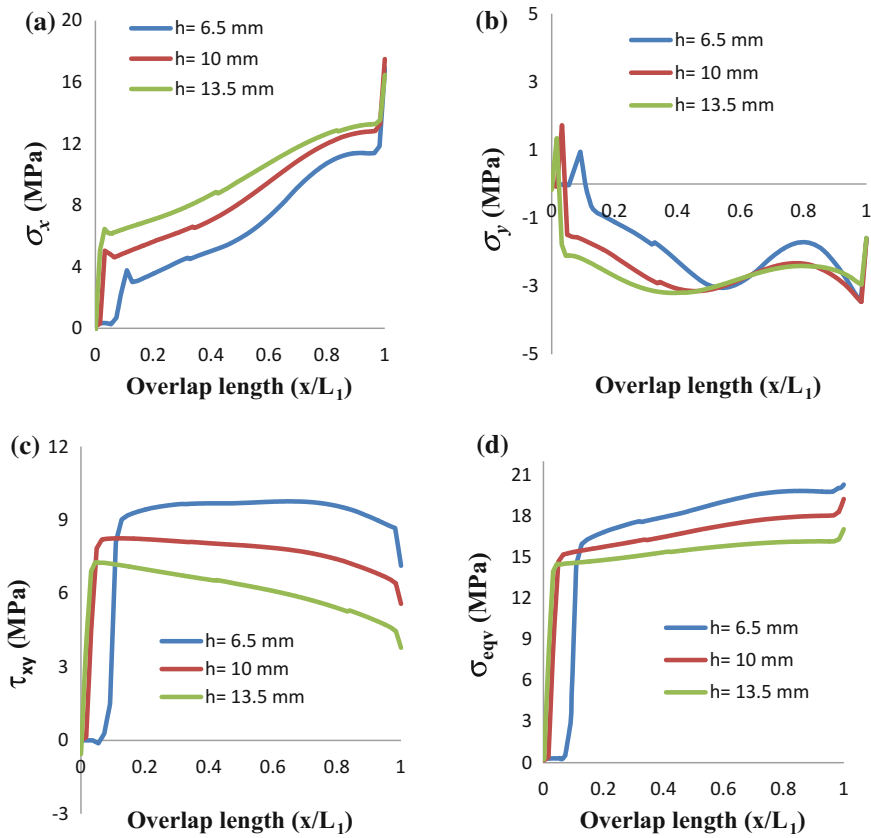 (a)
h= 6.5 mm
h= 10 mm
h= 13.5 mm
20
16
12
8
4
0
σx (MPa)
0 0.2 0.4 0.6 0.8 1
Overlap length (x/L1)
(b)
h= 6.5 mm
h= 10 mm
h= 13.5 mm
5
3
1
-1
-3
-5
σy (MPa)
0 0.2 0.4 0.6 0.8 1
Overlap length (x/L1)
(c)
12
9
6
3
0
-3
τxy (MPa)
h= 6.5 mm
h= 10 mm
h= 13.5 mm
0 0.2 0.4 0.6 0.8 1
Overlap length (x/L1)
(d)
21
18
15
12
9
6
3
0
σeqv (MPa)
h= 6.5 mm
h= 10 mm
h= 13.5 mm
0 0.2 0.4 0.6 0.8 1
Overlap length (x/L1)